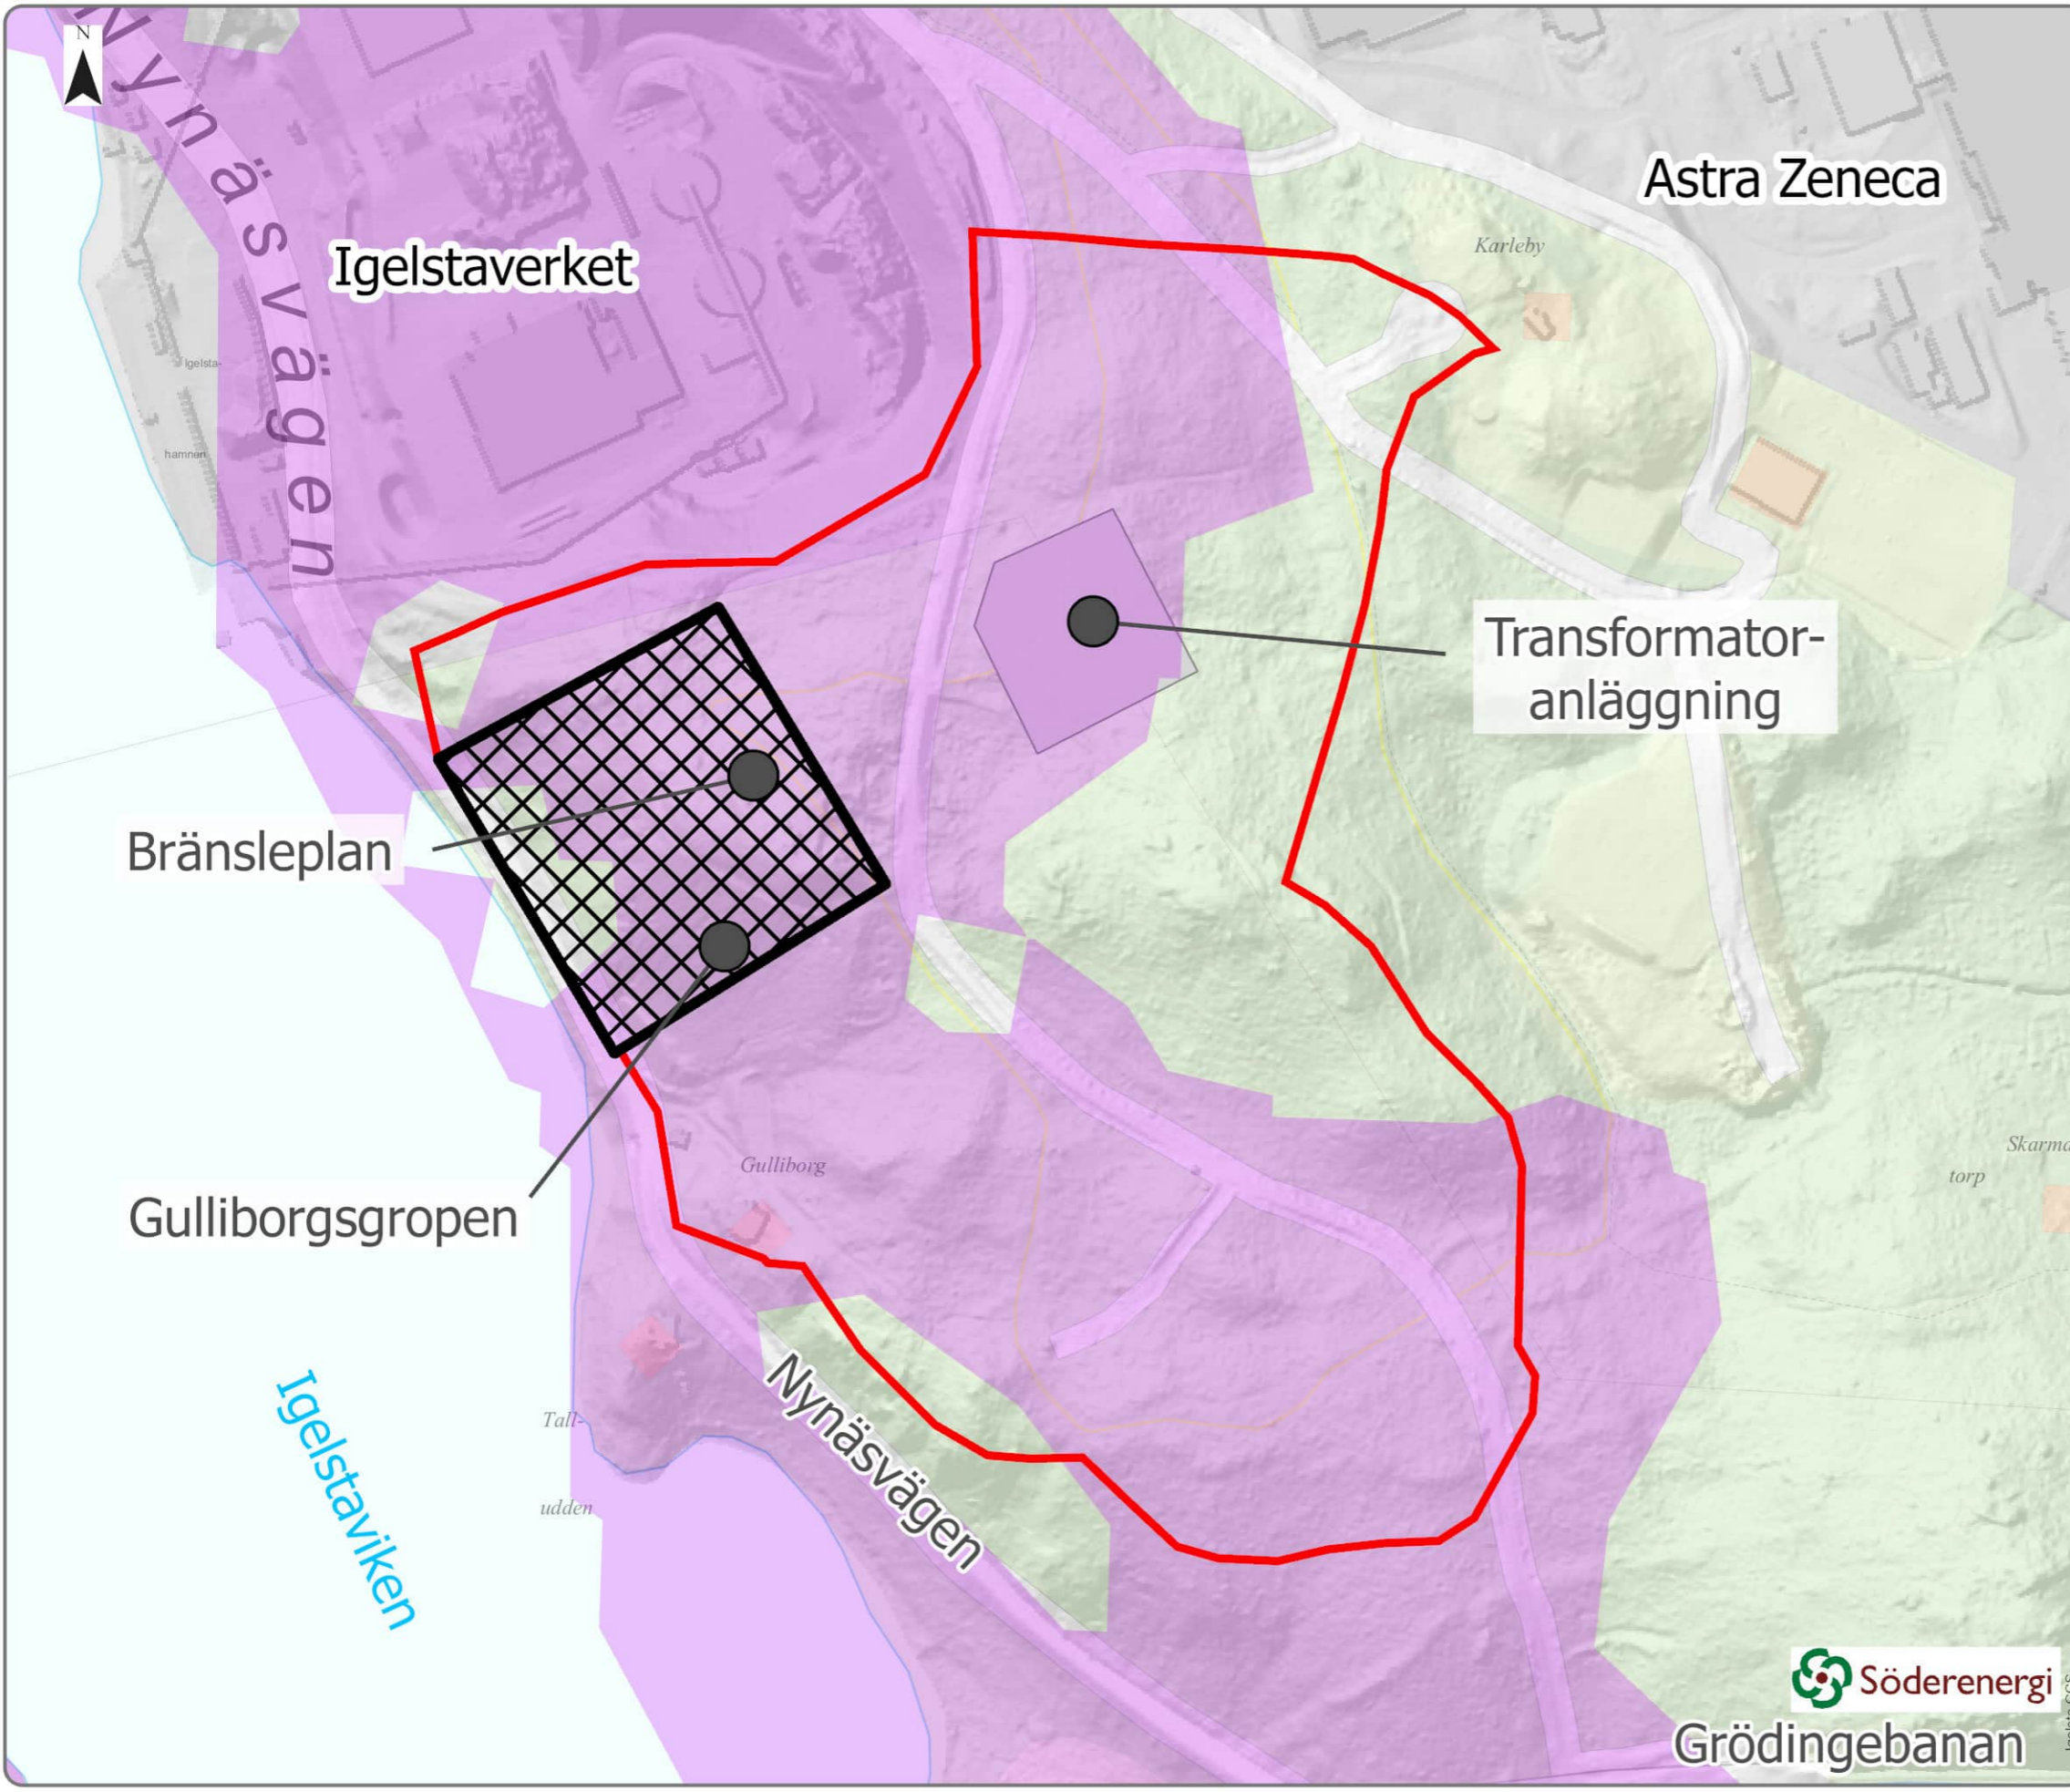 N
Nynäsvägen
Astra Zeneca
Karleby
Igelstaverket
Igelsta-
hamnen
Transformator-
anläggning
Bränsleplan
Gulliborgsgropen
Gulliborg
Skarma
torp
Igelstaviken
Tall-
udden
Nynäsvägen
Söderenergi
Grödingebanan